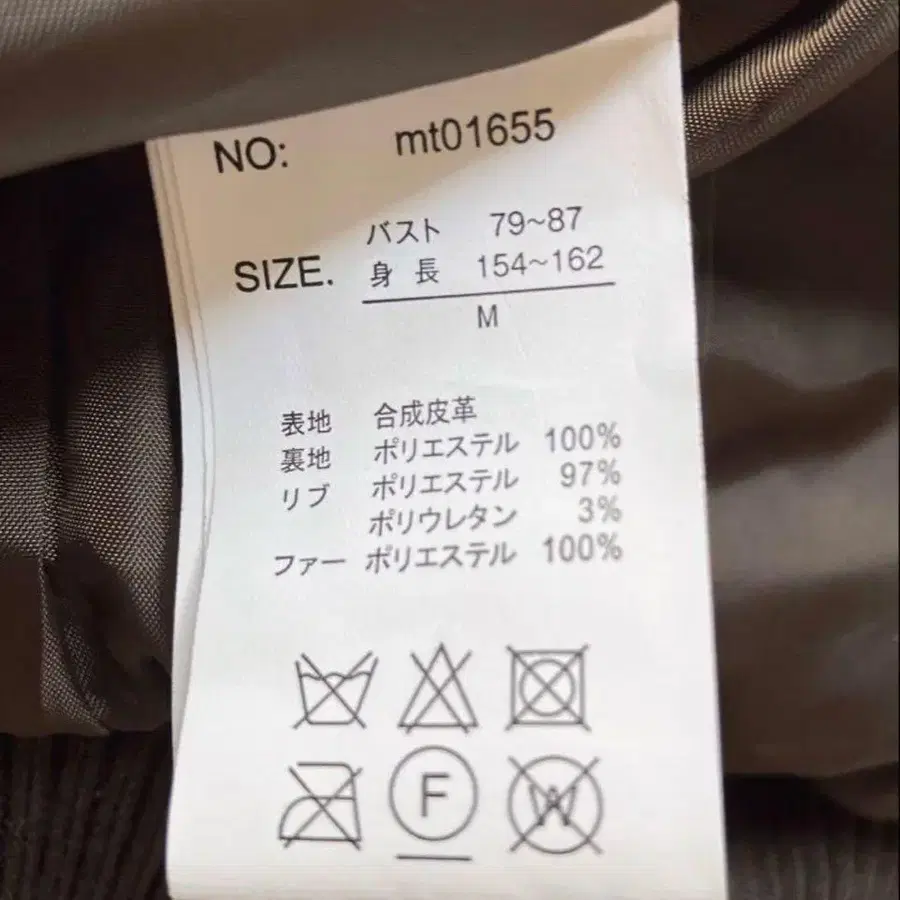 NO: mt01655
バスト 79~87
SIZE. 身長 154~162
M
表地 合成皮革
裏地 ポリエステル 100%
リブ ポリエステル 97%
ポリウレタン 3%
ファー ポリエステル 100%
F
W